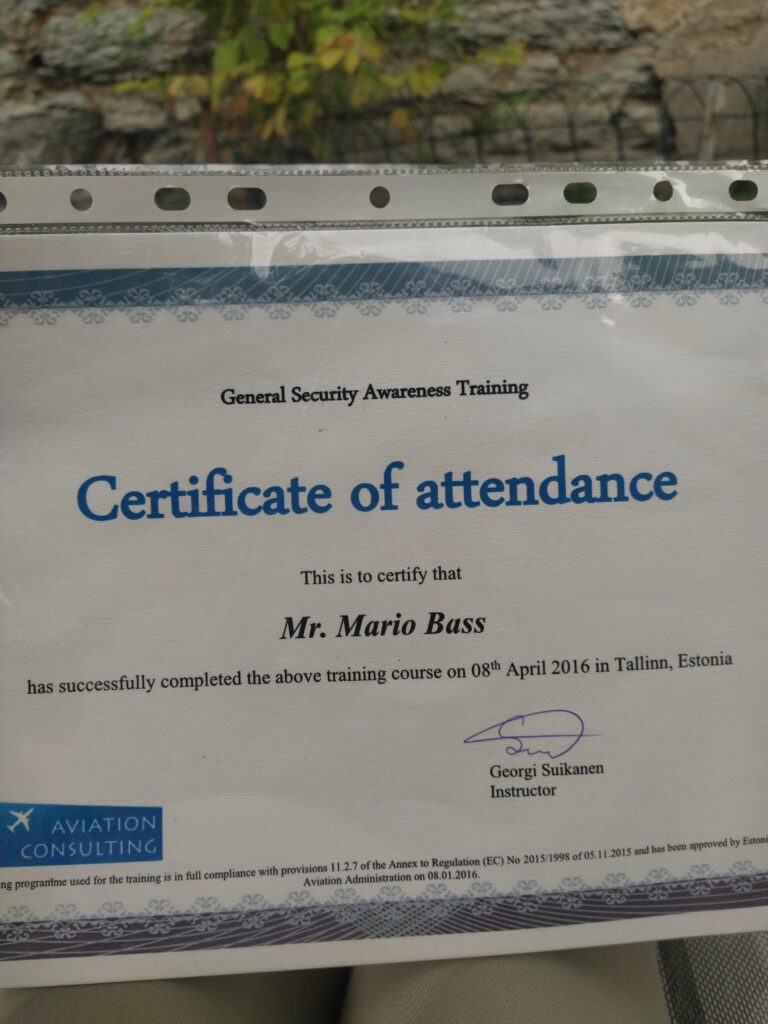 General Security Awareness Training
Certificate of attendance
This is to certify that
Mr. Mario Bass
has successfully completed the above training course on 08th April 2016 in Tallinn, Estonia
Georgi Suikanen
Instructor
AVIATION
CONSULTING
programme used for the training is in full compliance with provisions 11.2.7 of the Annex to Regulation (EC) No 2015/1998 of 05.11.2015 and has been approved by
Aviation Administration on 08.01.2016.